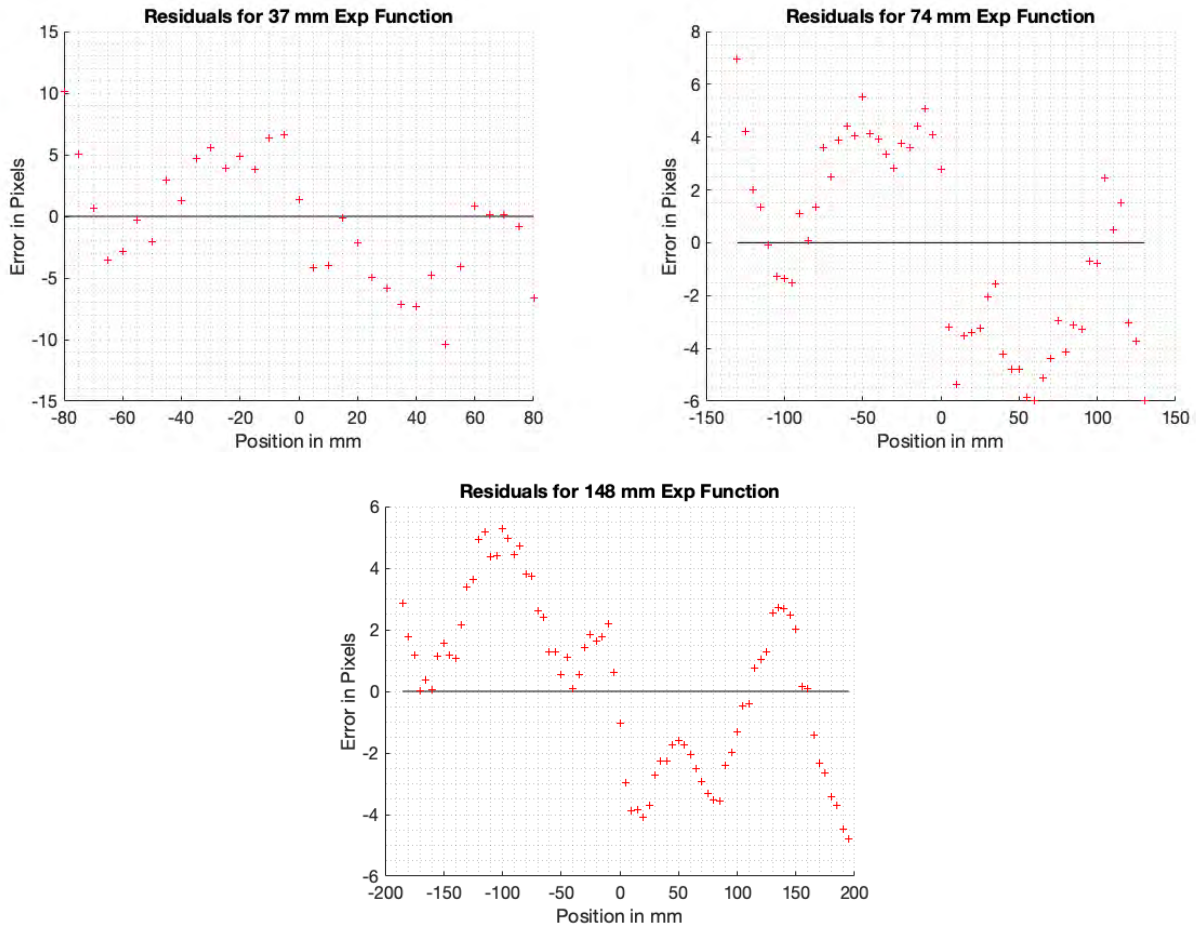 Residuals for 37 mm Exp Function
15
10
5
0
-5
-10
-15
Error in Pixels
-80 -60 -40 -20 0 20 40 60 80
Position in mm
Residuals for 74 mm Exp Function
8
6
4
2
0
-2
-4
-6
Error in Pixels
-150 -100 -50 0 50 100 150
Position in mm
Residuals for 148 mm Exp Function
6
4
2
0
-2
-4
-6
Error in Pixels
-200 -150 -100 -50 0 50 100 150 200
Position in mm